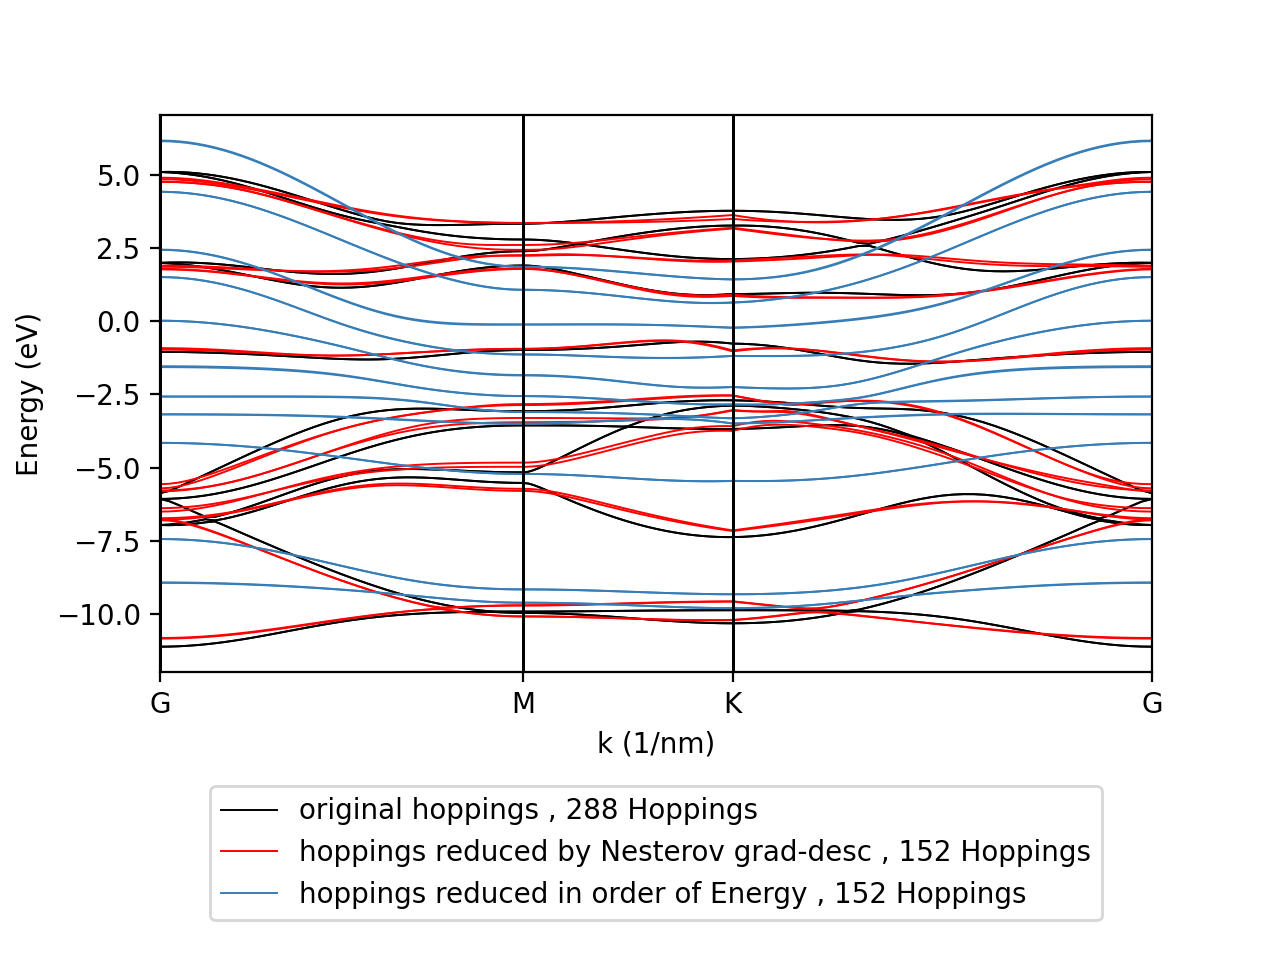 5.0
2.5
0.0
−2.5
−5.0
−7.5
−10.0
Energy (eV)
G M K G
k (1/nm)
original hoppings , 288 Hoppings
hoppings reduced by Nesterov grad-desc , 152 Hoppings
hoppings reduced in order of Energy , 152 Hoppings